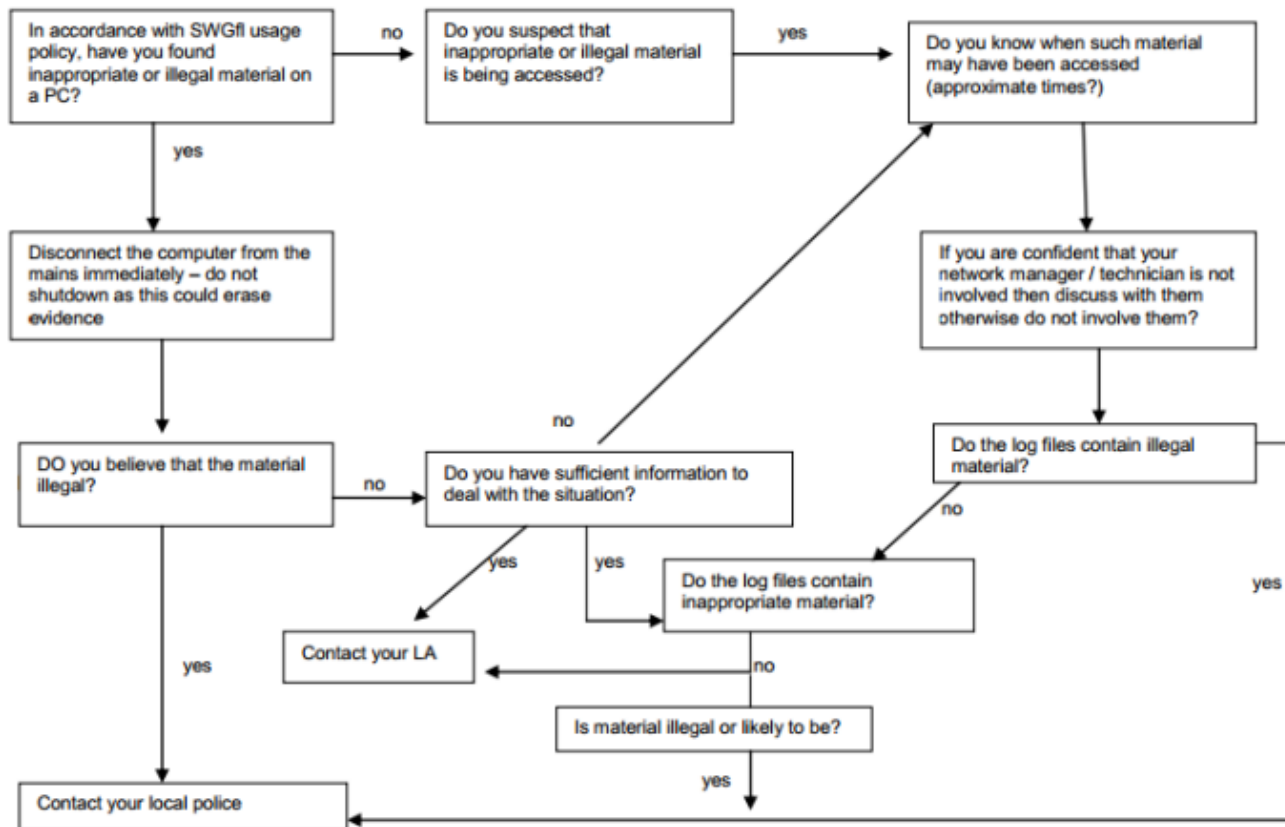 In accordance with SWGfl usage
policy, have you found
inappropriate or illegal material on
a PC?
no
Do you suspect that
inappropriate or illegal material
is being accessed?
yes
Do you know when such material
may have been accessed
(approximate times?)
yes
Disconnect the computer from the
mains immediately – do not
shutdown as this could erase
evidence
If you are confident that your
network manager / technician is not
involved then discuss with them
otherwise do not involve them?
no
DO you believe that the material
illegal?
no
Do you have sufficient information to
deal with the situation?
Do the log files contain illegal
material?
no
yes
yes
yes
Do the log files contain
inappropriate material?
Contact your LA
yes
no
Is material illegal or likely to be?
yes
Contact your local police